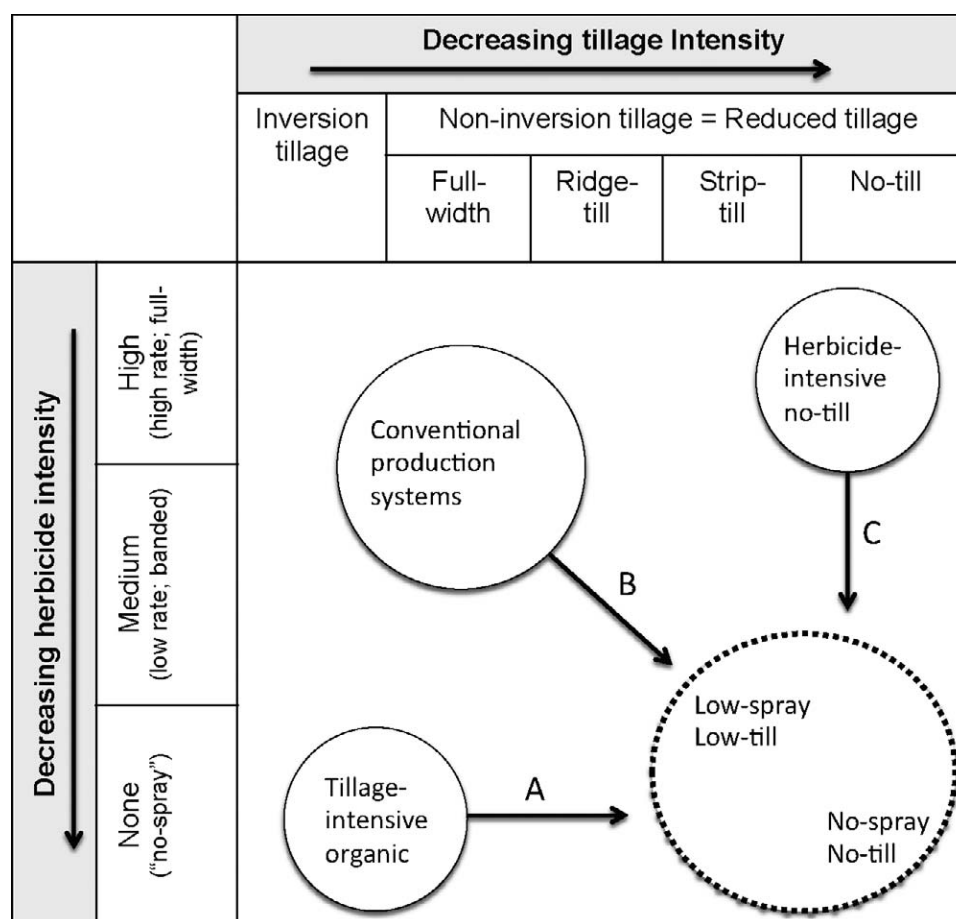 Decreasing tillage Intensity
Inversion
tillage
Non-inversion tillage = Reduced tillage
Full-
width
Ridge-
till
Strip-
till
No-till
Decreasing herbicide intensity
High
(high rate; full-
width)
Medium
(low rate; banded)
None
(“no-spray”)
Herbicide-
intensive
no-till
Conventional
production
systems
C
B
Low-spray
Low-till
Tillage-
intensive
organic
A
No-spray
No-till